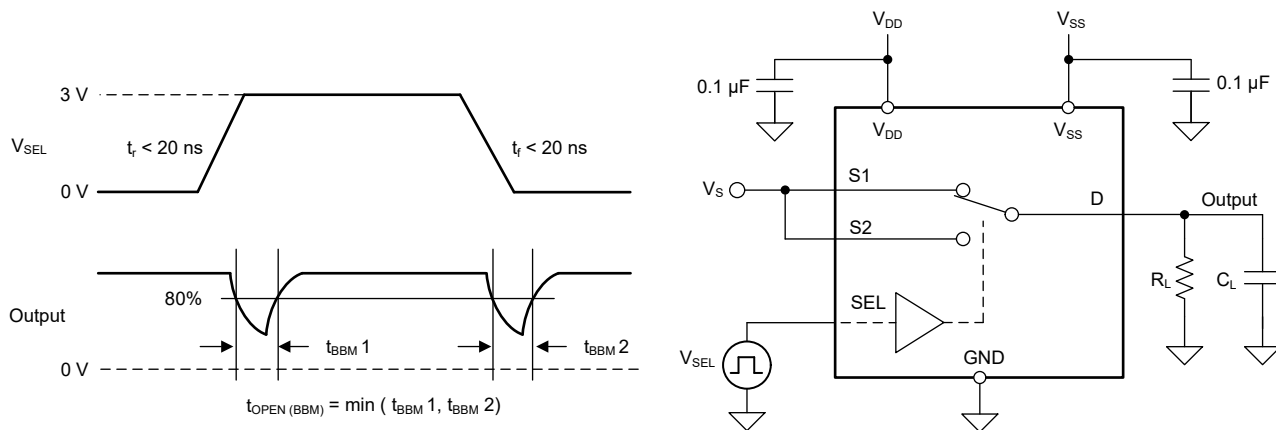 3 V
V_SEL
t_r < 20 ns
t_f < 20 ns
0 V
80%
Output
t_BBM 1
t_BBM 2
0 V
t_OPEN (BBM) = min ( t_BBM 1, t_BBM 2)
V_DD
V_SS
0.1 µF
0.1 µF
V_DD
V_SS
V_S
S1
D
Output
S2
R_L
C_L
SEL
V_SEL
GND